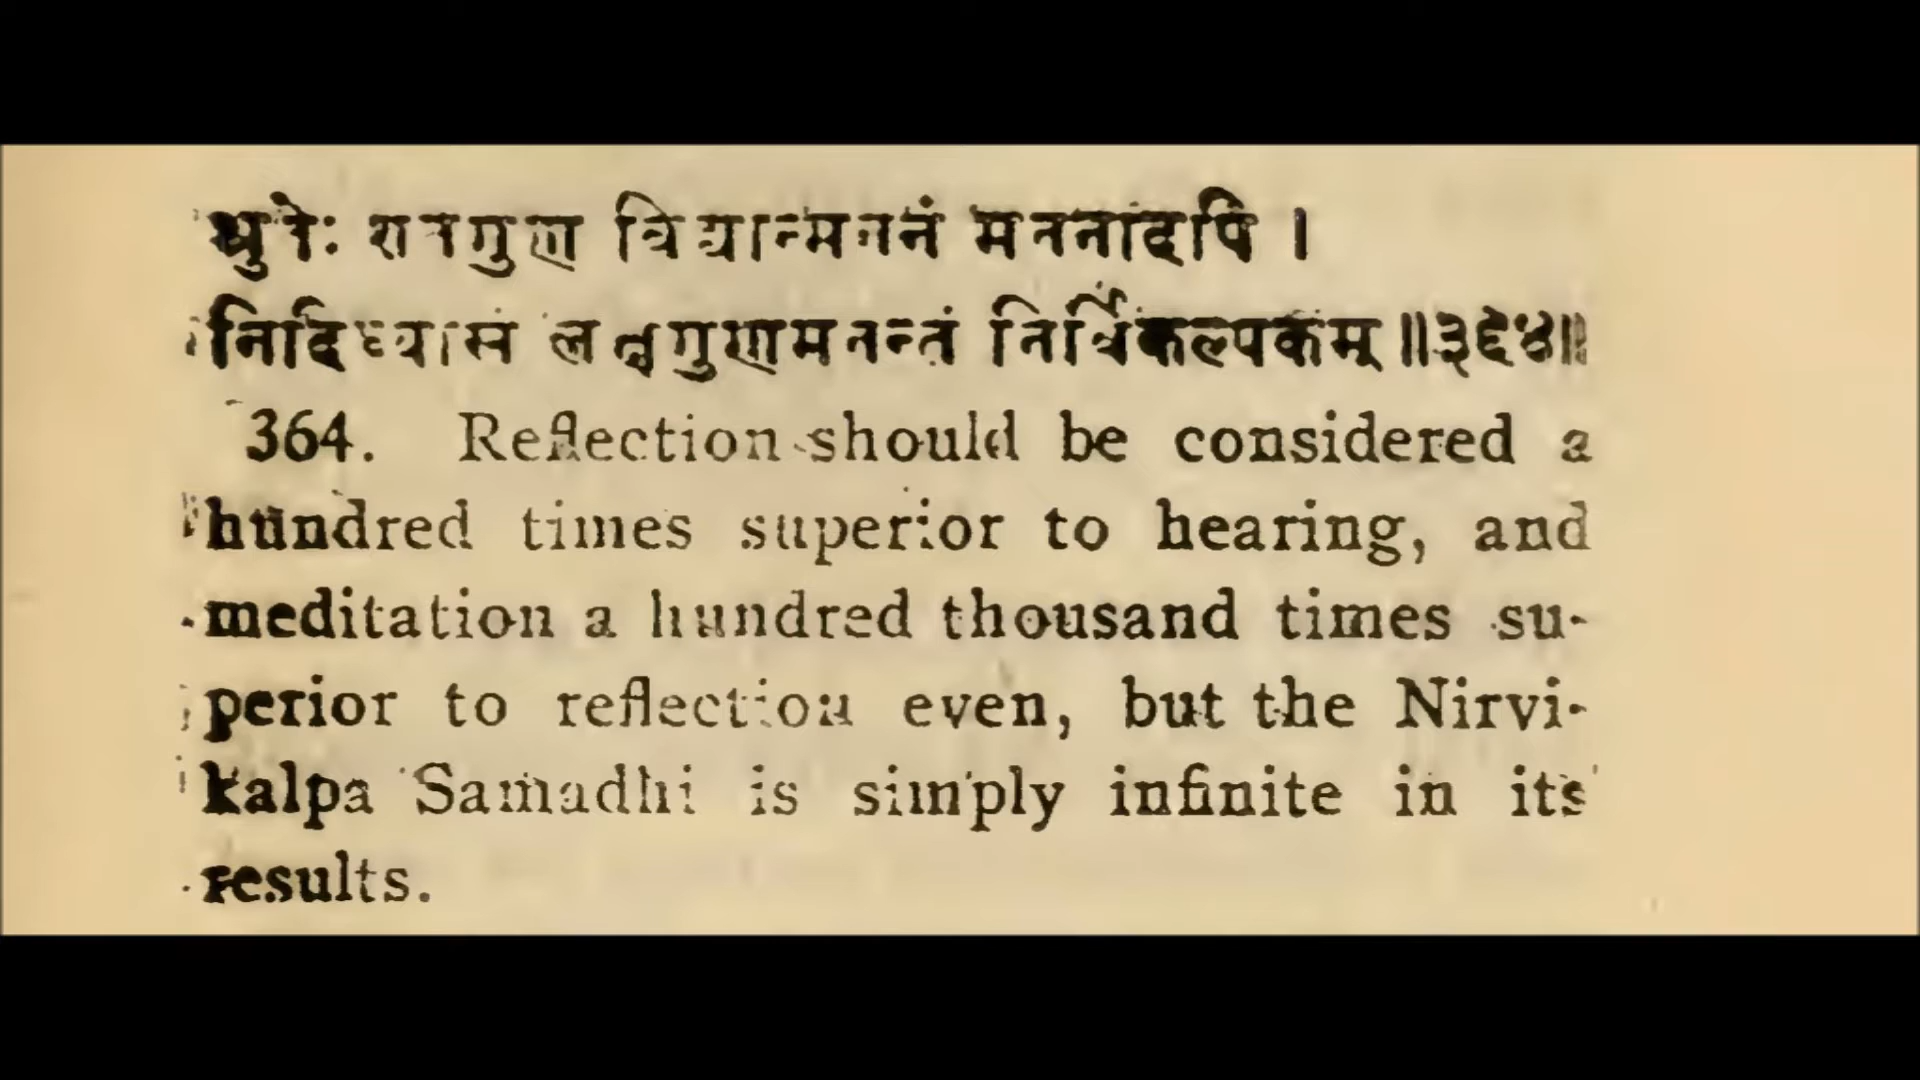 श्रुतेः शतगुणं विद्यान्मननं मननादपि ।
निदिध्यासं लक्षगुणमनन्तं निर्विकल्पकम् ॥३६४॥
364. Reflection should be considered a
hundred times superior to hearing, and
meditation a hundred thousand times su-
perior to reflection even, but the Nirvi-
kalpa Samadhi is simply infinite in its
results.